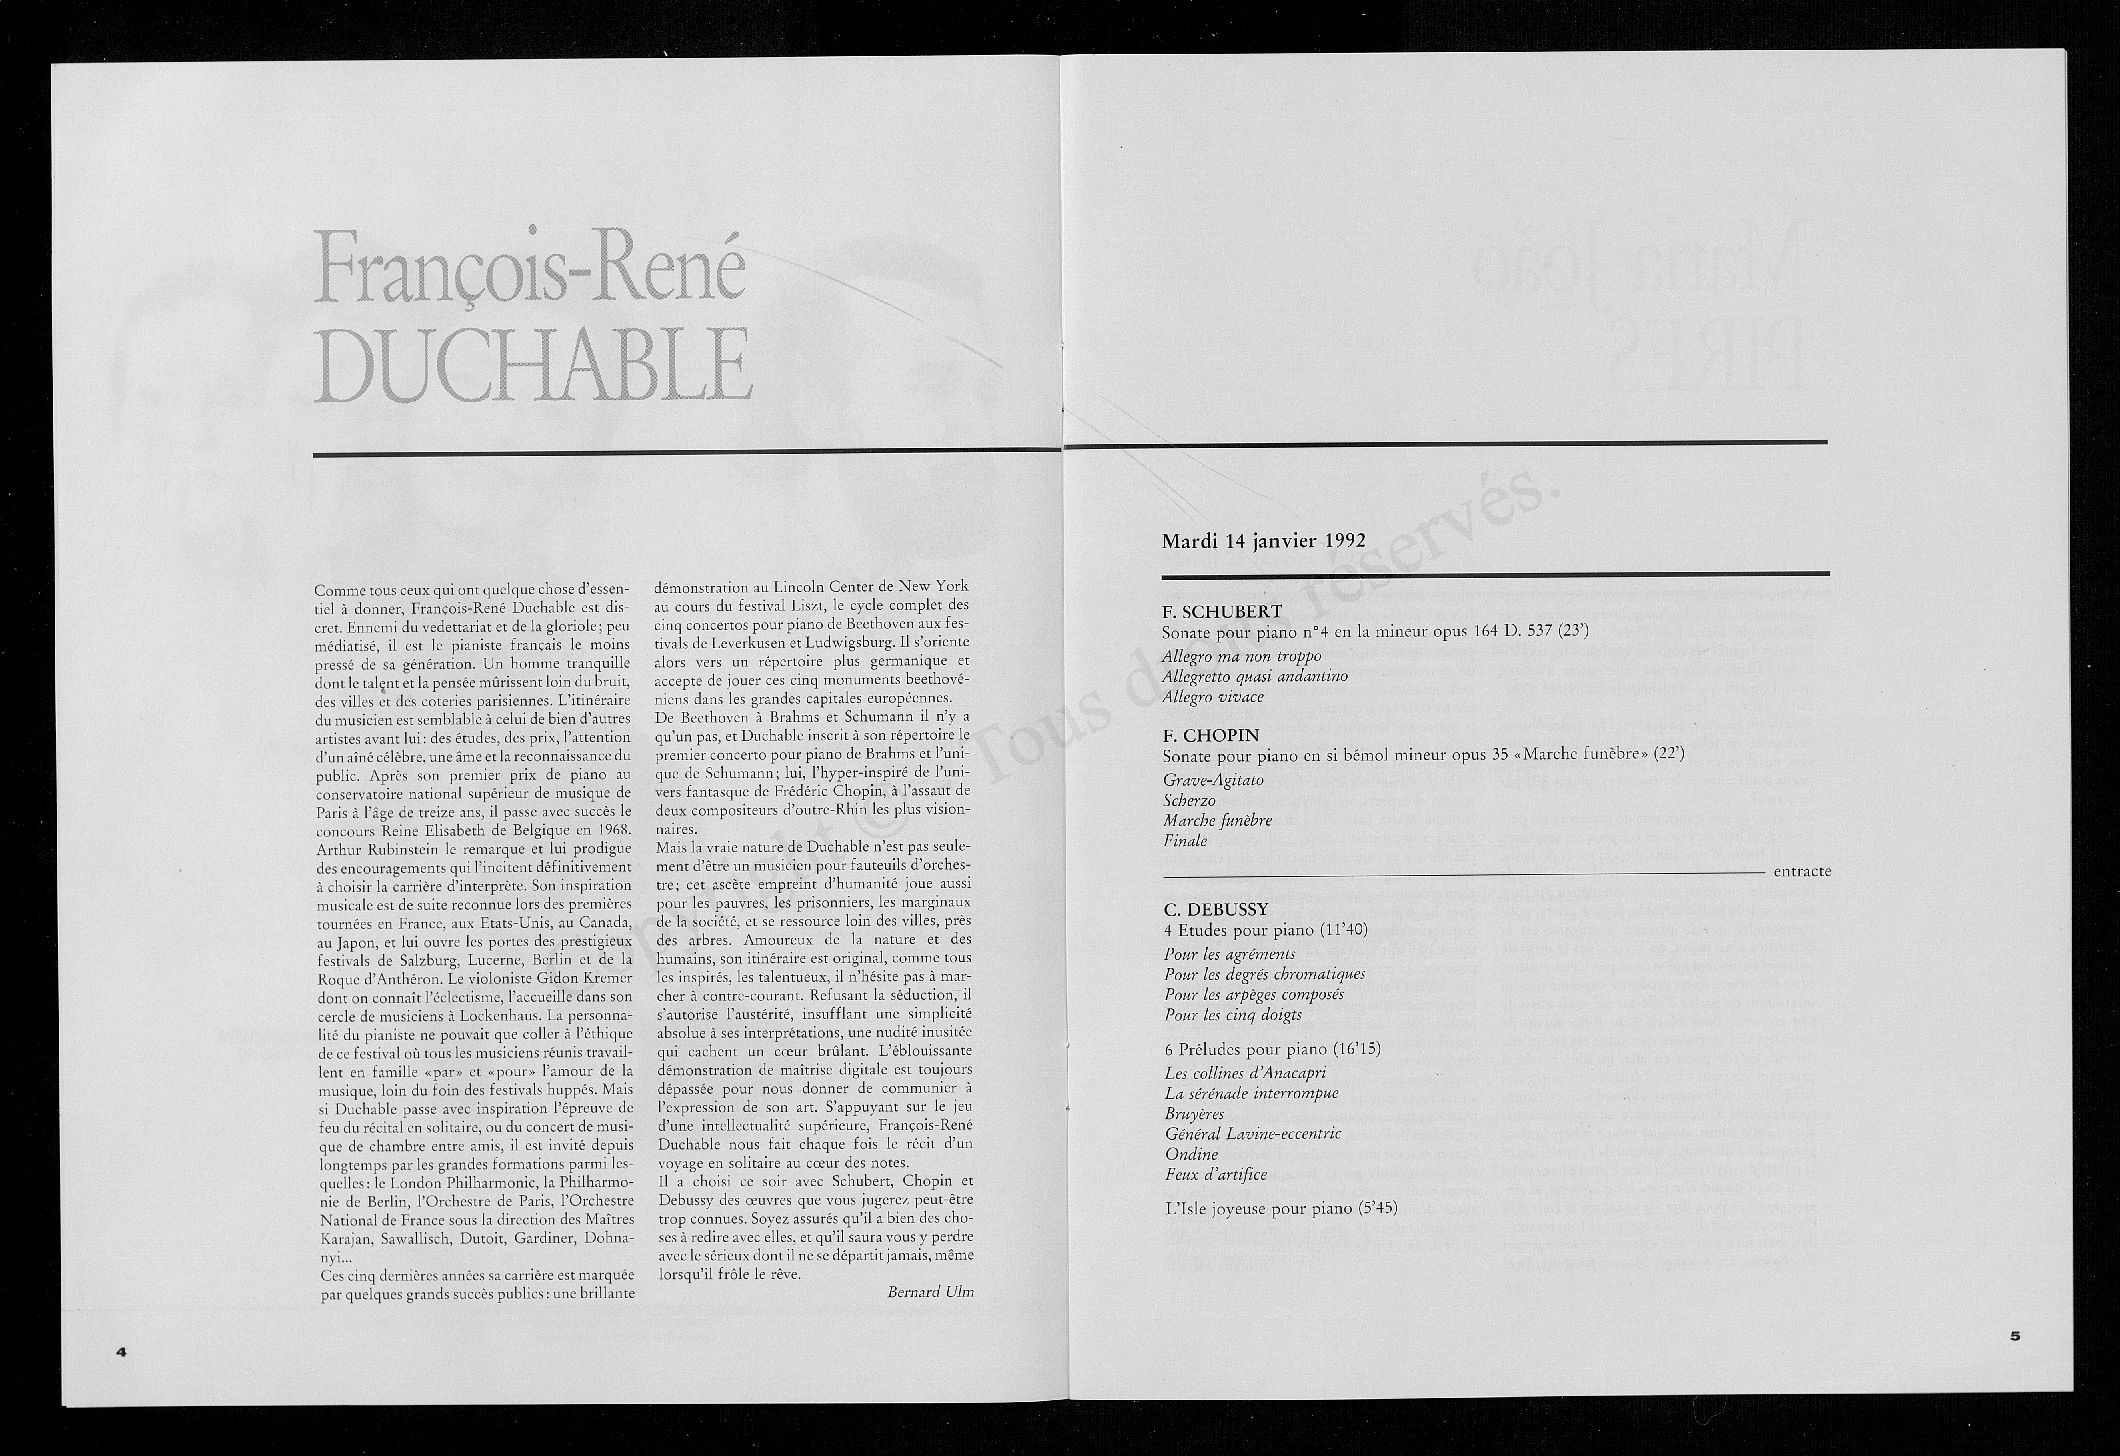 François-René
DUCHABLE
Comme tous ceux qui ont quelque chose d'essen-
tiel à donner, François-René Duchable est dis-
cret. Ennemi du vedettariat et de la gloriole; peu
médiatisé, il est le pianiste français le moins
pressé de sa génération. Un homme tranquille
dont le talent et la pensée mûrissent loin du bruit,
des villes et des coteries parisiennes. L'itinéraire
du musicien est semblable à celui de bien d'autres
artistes avant lui: des études, des prix, l'attention
d'un aîné célèbre, une âme et la reconnaissance du
public. Après son premier prix de piano au
conservatoire national supérieur de musique de
Paris à l'âge de treize ans, il passe avec succès le
concours Reine Elisabeth de Belgique en 1968.
Arthur Rubinstein le remarque et lui prodigue
des encouragements qui l'incitent définitivement
à choisir la carrière d'interprète. Son inspiration
musicale est de suite reconnue lors des premières
tournées en France, aux Etats-Unis, au Canada,
au Japon, et lui ouvre les portes des prestigieux
festivals de Salzburg, Lucerne, Berlin et de la
Roque d'Anthéron. Le violoniste Gidon Kremer
dont on connaît l'éclectisme, l'accueille dans son
cercle de musiciens à Lockenhaus. La personna-
lité du pianiste ne pouvait que coller à l'éthique
de ce festival où tous les musiciens réunis travail-
lent en famille «par» et «pour» l'amour de la
musique, loin du foin des festivals huppés. Mais
si Duchable passe avec inspiration l'épreuve de
feu du récital en solitaire, ou du concert de musi-
que de chambre entre amis, il est invité depuis
longtemps par les grandes formations parmi les-
quelles: le London Philharmonic, la Philharmo-
nie de Berlin, l'Orchestre de Paris, l'Orchestre
National de France sous la direction des Maîtres
Karajan, Sawallisch, Dutoit, Gardiner, Dohna-
nyi...
Ces cinq dernières années sa carrière est marquée
par quelques grands succès publics: une brillante
démonstration au Lincoln Center de New York
au cours du festival Liszt, le cycle complet des
cinq concertos pour piano de Beethoven aux fes-
tivals de Leverkusen et Ludwigsburg. Il s'oriente
alors vers un répertoire plus germanique et
accepte de jouer ces cinq monuments beethové-
niens dans les grandes capitales européennes.
De Beethoven à Brahms et Schumann il n'y a
qu'un pas, et Duchable inscrit à son répertoire le
premier concerto pour piano de Brahms et l'uni-
que de Schumann; lui, l'hyper-inspiré de l'uni-
vers fantasque de Frédéric Chopin, à l'assaut de
deux compositeurs d'outre-Rhin les plus vision-
naires.
Mais la vraie nature de Duchable n'est pas seule-
ment d'être un musicien pour fauteuils d'orches-
tre; cet ascète empreint d'humanité joue aussi
pour les pauvres, les prisonniers, les marginaux
de la société, et se ressource loin des villes, près
des arbres. Amoureux de la nature et des
humains, son itinéraire est original, comme tous
les inspirés, les talentueux, il n'hésite pas à mar-
cher à contre-courant. Refusant la séduction, il
s'autorise l'austérité, insufflant une simplicité
absolue à ses interprétations, une nudité inusitée
qui cachent un cœur brûlant. L'éblouissante
démonstration de maîtrise digitale est toujours
dépassée pour nous donner de communier à
l'expression de son art. S'appuyant sur le jeu
d'une intellectualité supérieure, François-René
Duchable nous fait chaque fois le récit d'un
voyage en solitaire au cœur des notes.
Il a choisi ce soir avec Schubert, Chopin et
Debussy des œuvres que vous jugerez peut-être
trop connues. Soyez assurés qu'il a bien des cho-
ses à redire avec elles, et qu'il saura vous y perdre
avec le sérieux dont il ne se départit jamais, même
lorsqu'il frôle le rêve.
Bernard Ulm
4
Mardi 14 janvier 1992
F. SCHUBERT
Sonate pour piano n°4 en la mineur opus 164 D. 537 (23')
Allegro ma non troppo
Allegretto quasi andantino
Allegro vivace
F. CHOPIN
Sonate pour piano en si bémol mineur opus 35 «Marche funèbre» (22')
Grave-Agitato
Scherzo
Marche funèbre
Finale
entracte
C. DEBUSSY
4 Etudes pour piano (11'40)
Pour les agréments
Pour les degrés chromatiques
Pour les arpèges composés
Pour les cinq doigts
6 Préludes pour piano (16'15)
Les collines d'Anacapri
La sérénade interrompue
Bruyères
Général Lavine-eccentric
Ondine
Feux d'artifice
L'Isle joyeuse pour piano (5'45)
5
© Tous droits réservés.